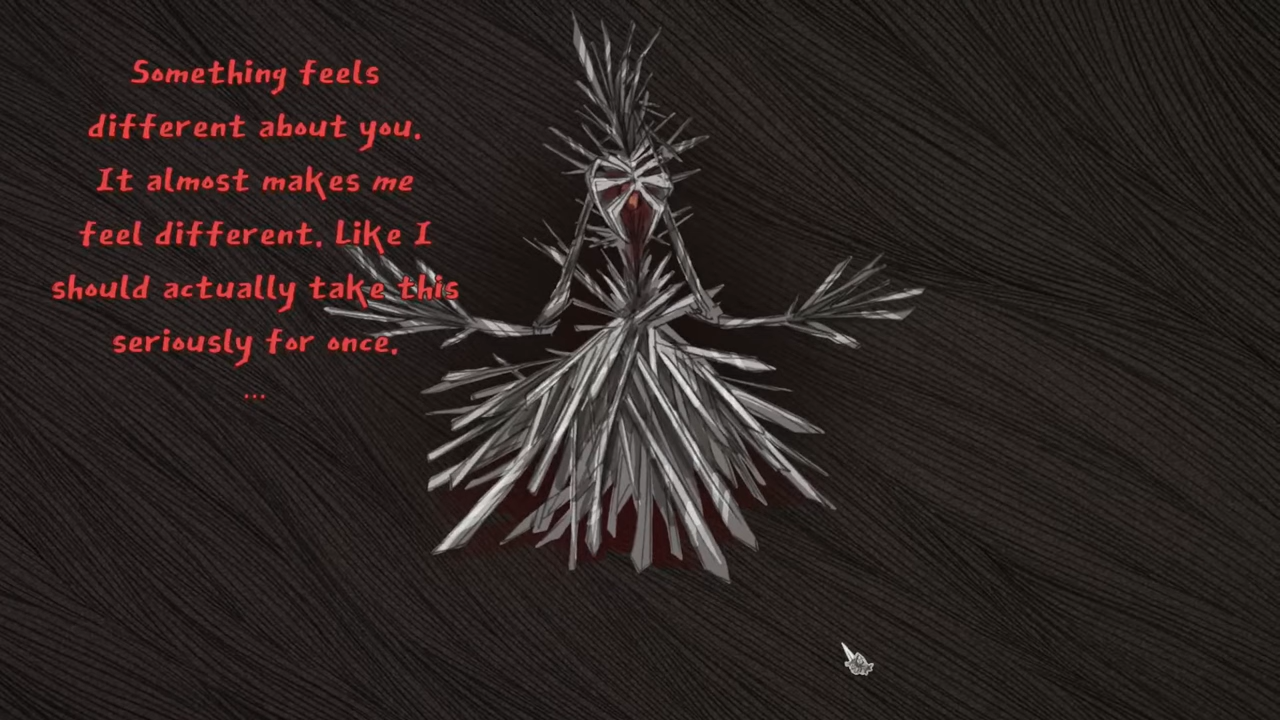 Something feels
different about you.
It almost makes me
feel different. Like I
should actually take this
seriously for once.
...